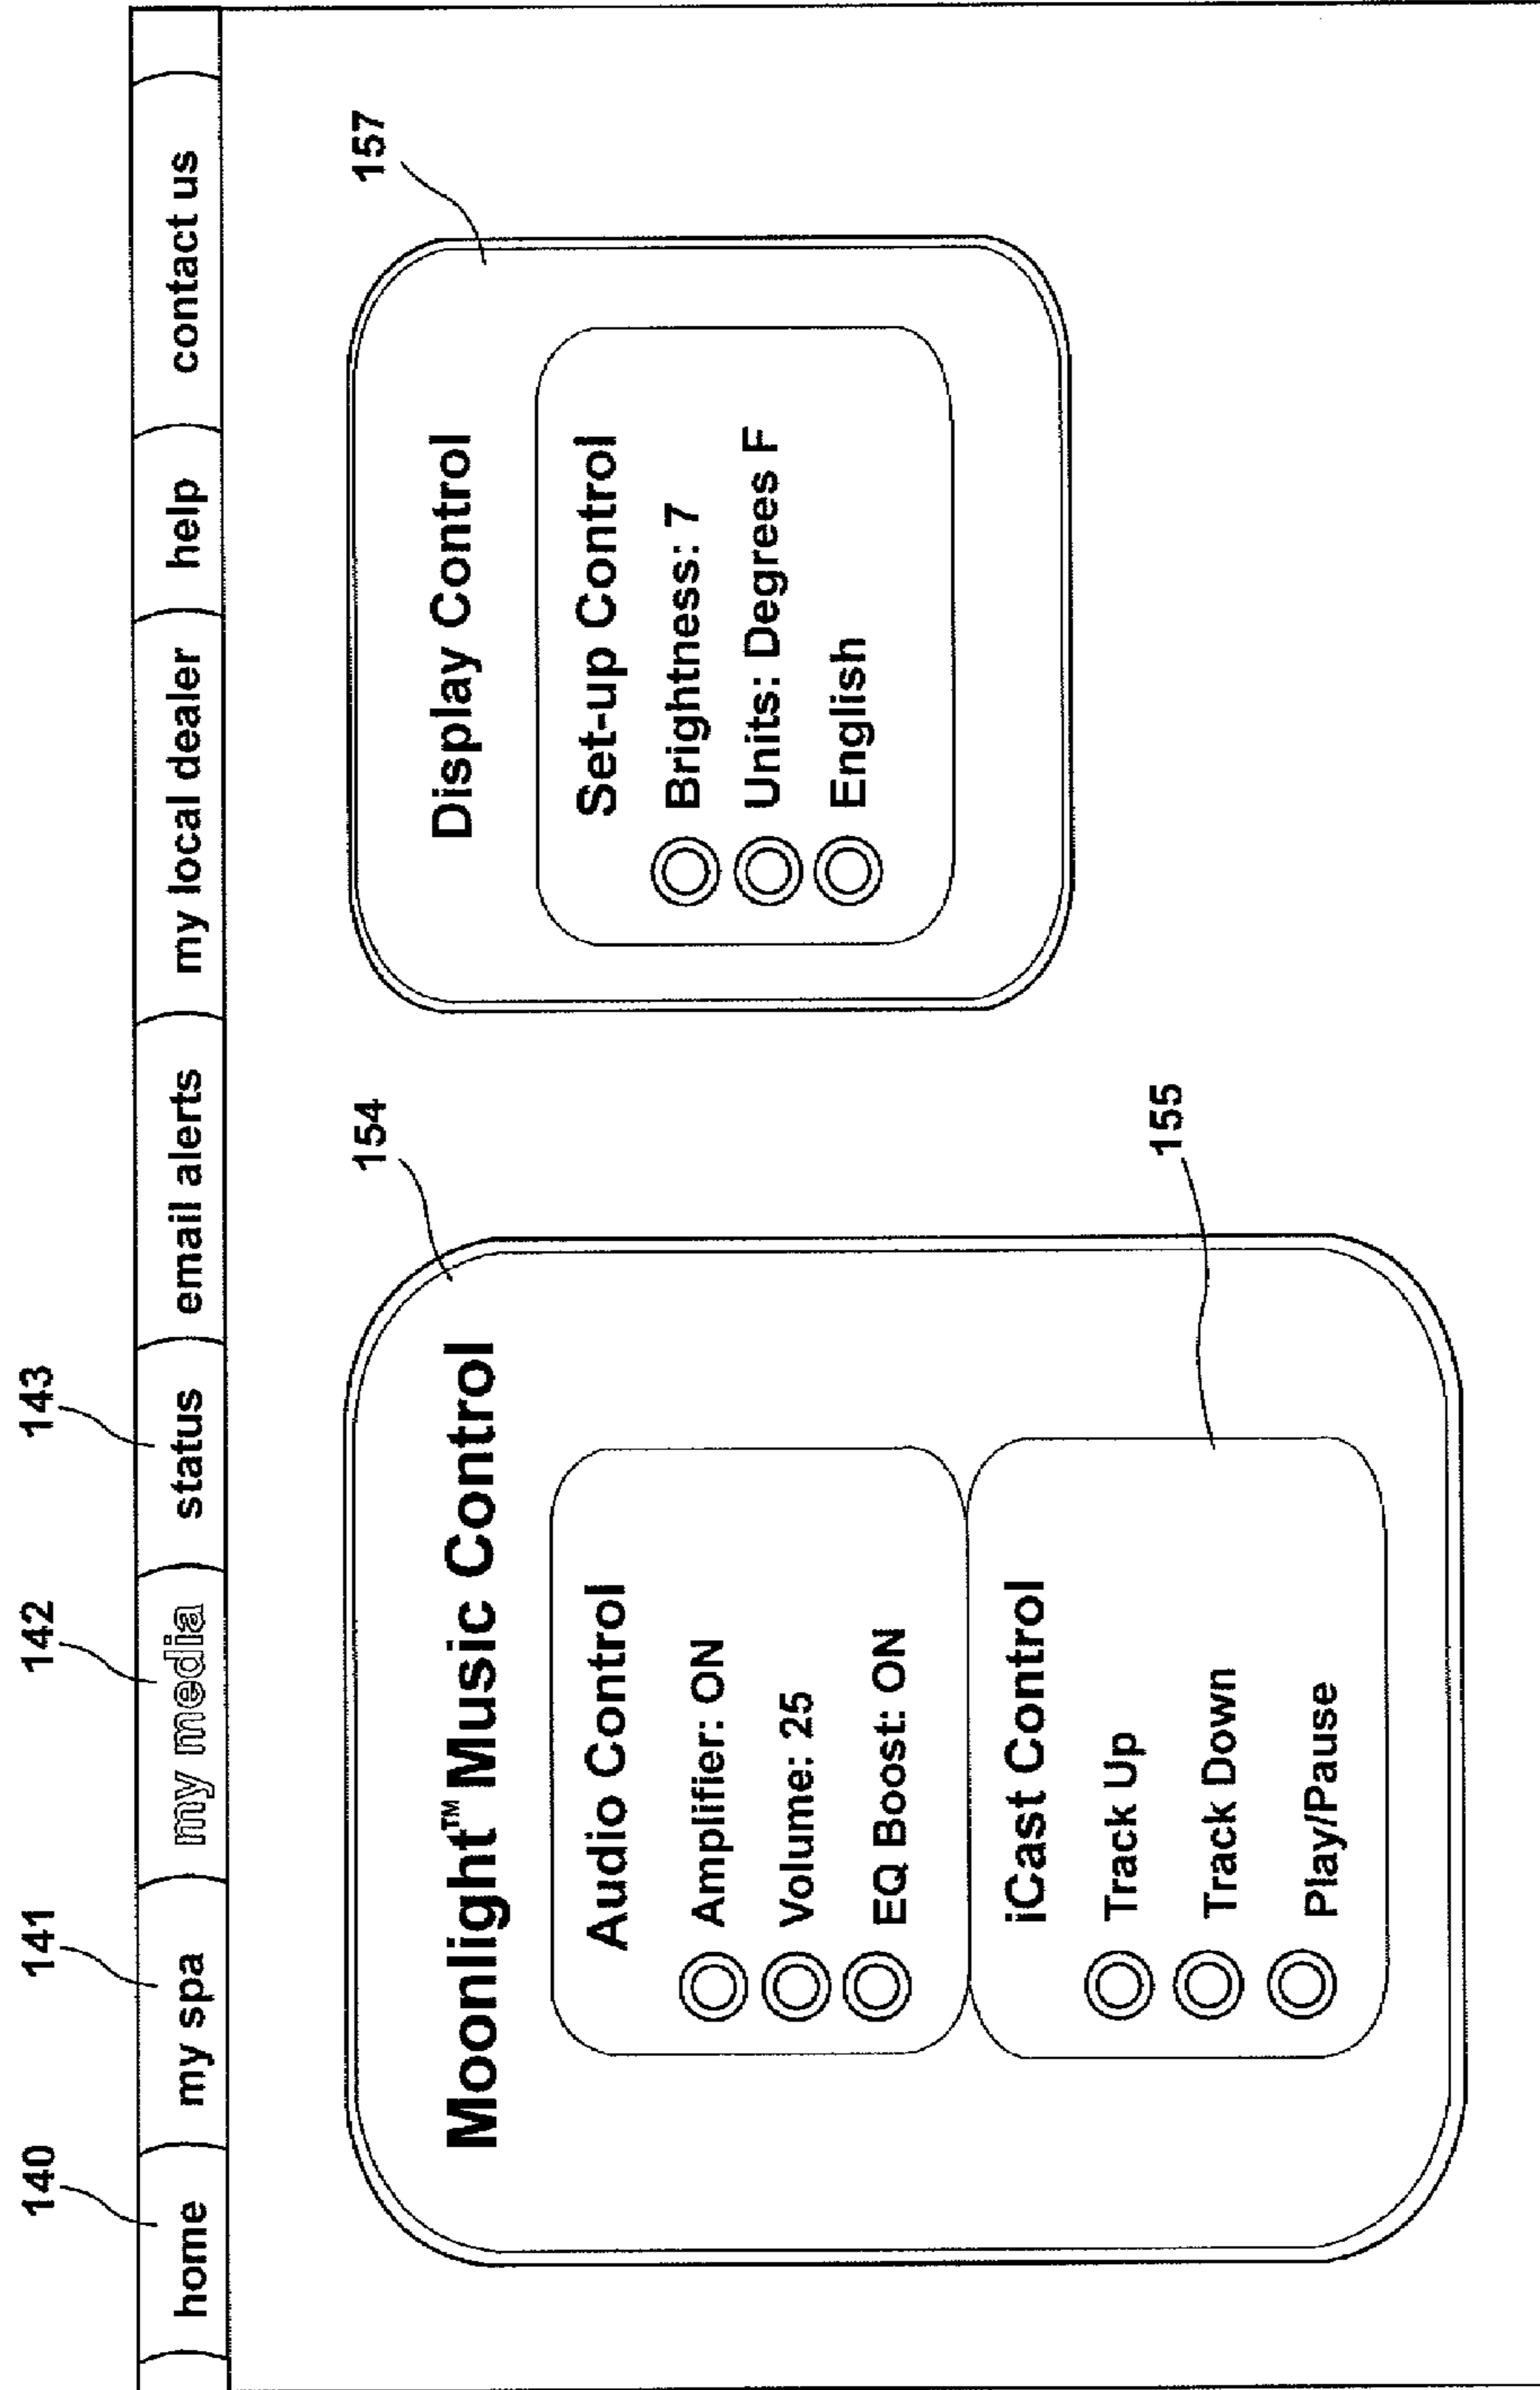 140 141 142 143
home my spa my media status email alerts my local dealer help contact us
154
Moonlight™ Music Control
Audio Control
Amplifier: ON
Volume: 25
EQ Boost: ON
iCast Control
Track Up
Track Down
Play/Pause
155
157
Display Control
Set-up Control
Brightness: 7
Units: Degrees F
English